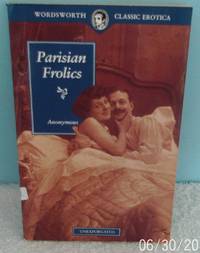 WORDSWORTH CLASSIC EROTICA
Parisian
Frolics
Anonymous
UNEXPURGATED
06/30/20